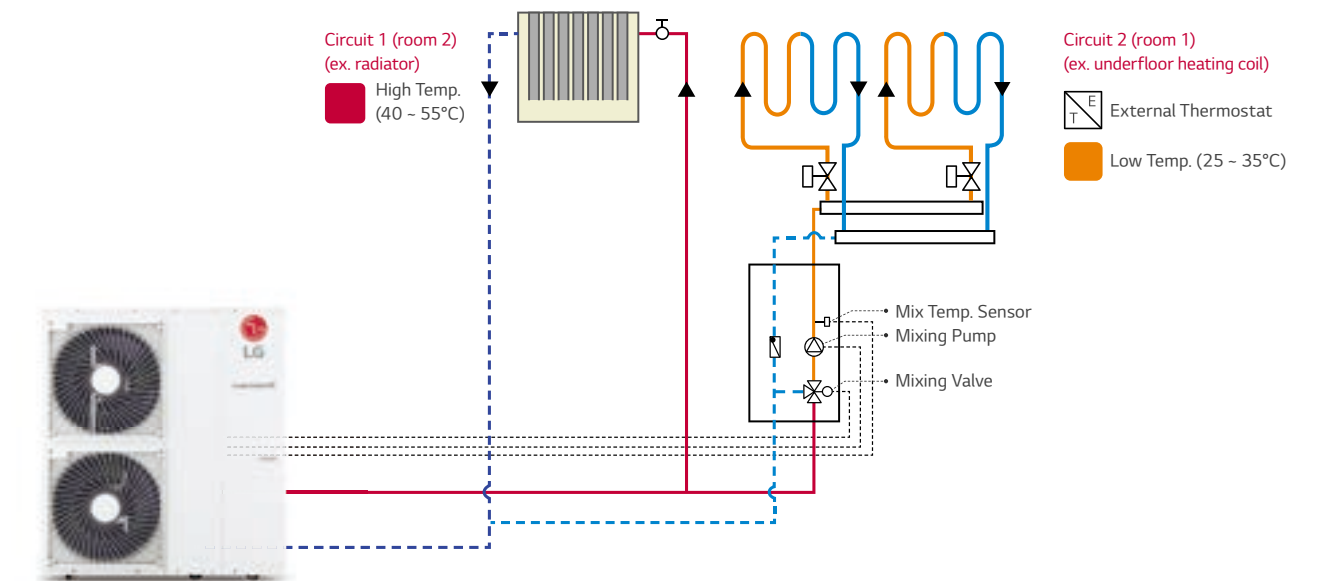 Circuit 1 (room 2)
(ex. radiator)
High Temp.
(40 ~ 55°C)
Circuit 2 (room 1)
(ex. underfloor heating coil)
E
T
External Thermostat
Low Temp. (25 ~ 35°C)
Mix Temp. Sensor
Mixing Pump
Mixing Valve
LG